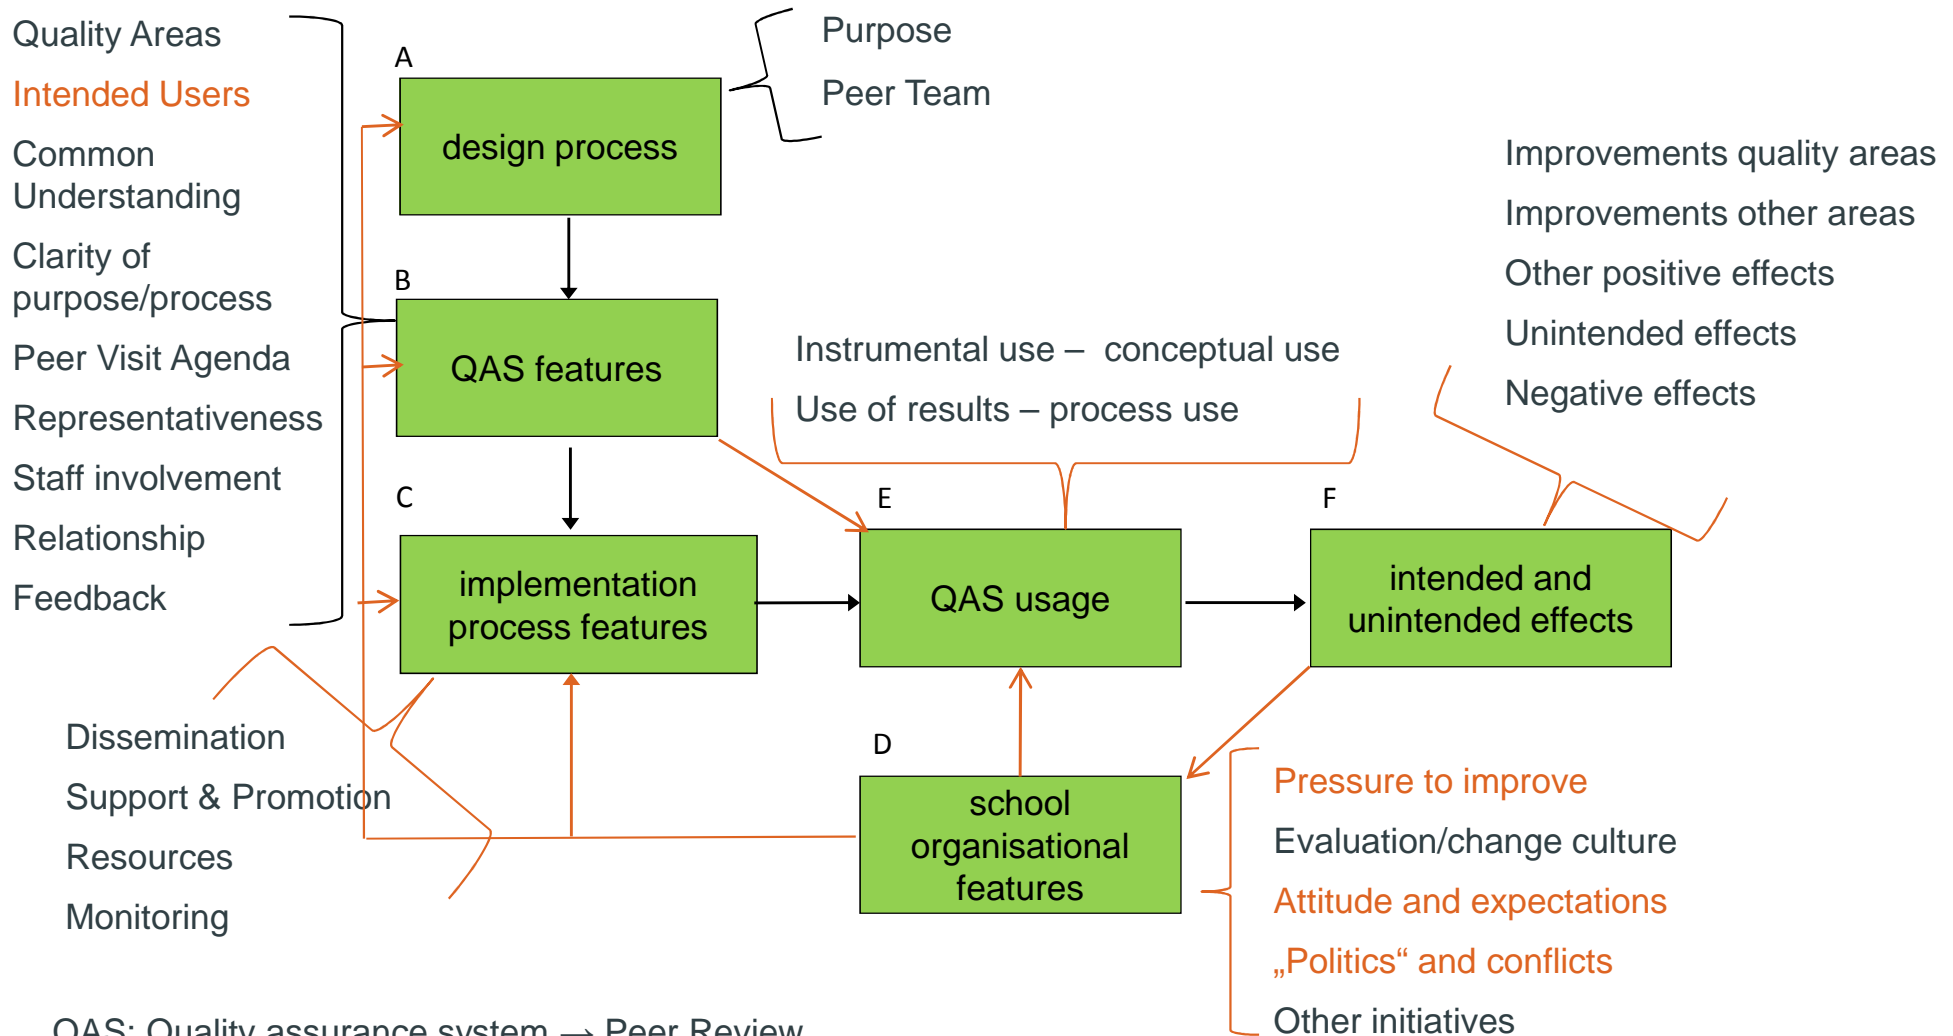 Quality Areas
Intended Users
Common
Understanding
Clarity of
purpose/process
Peer Visit Agenda
Representativeness
Staff involvement
Relationship
Feedback
A
design process
Purpose
Peer Team
B
QAS features
Instrumental use – conceptual use
Use of results – process use
Improvements quality areas
Improvements other areas
Other positive effects
Unintended effects
Negative effects
C
implementation
process features
E
QAS usage
F
intended and
unintended effects
Dissemination
Support & Promotion
Resources
Monitoring
D
school
organisational
features
Pressure to improve
Evaluation/change culture
Attitude and expectations
„Politics“ and conflicts
Other initiatives
QAS: Quality assurance system → Peer Review